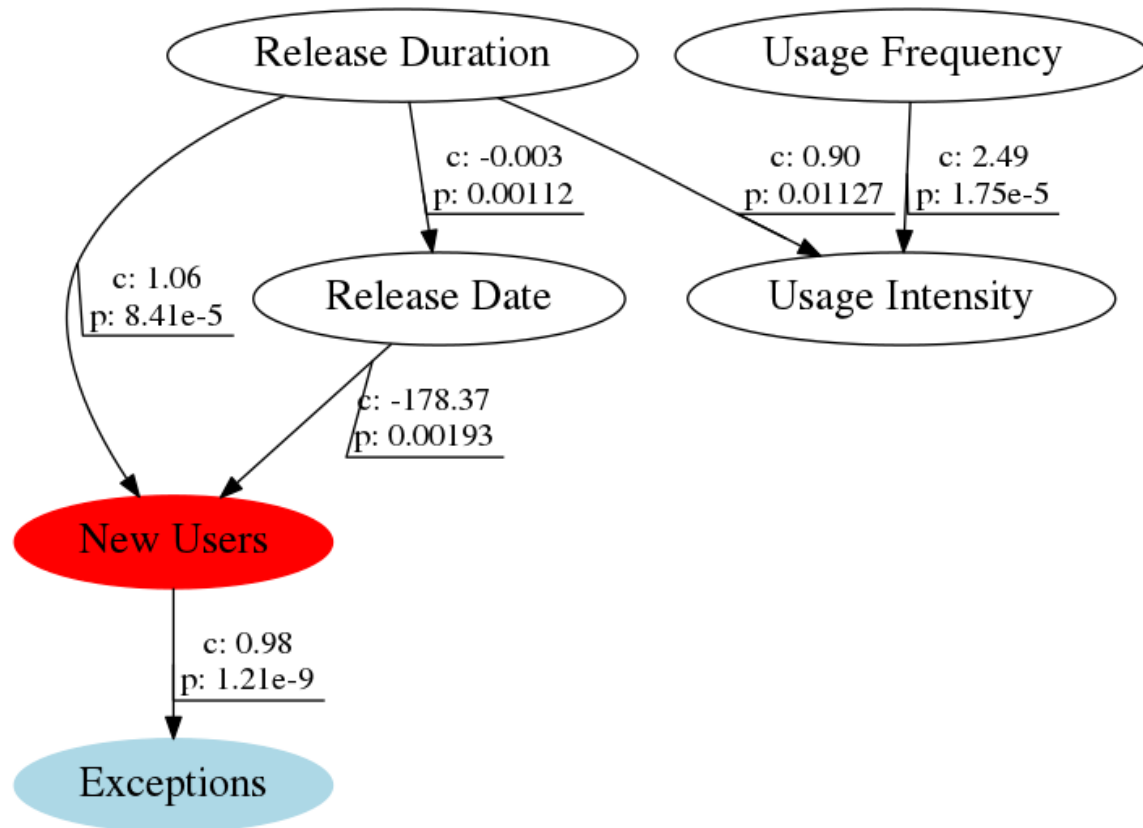 Release Duration
Usage Frequency
c: -0.003
p: 0.00112
c: 0.90
p: 0.01127
c: 2.49
p: 1.75e-5
c: 1.06
p: 8.41e-5
Release Date
Usage Intensity
c: -178.37
p: 0.00193
New Users
c: 0.98
p: 1.21e-9
Exceptions